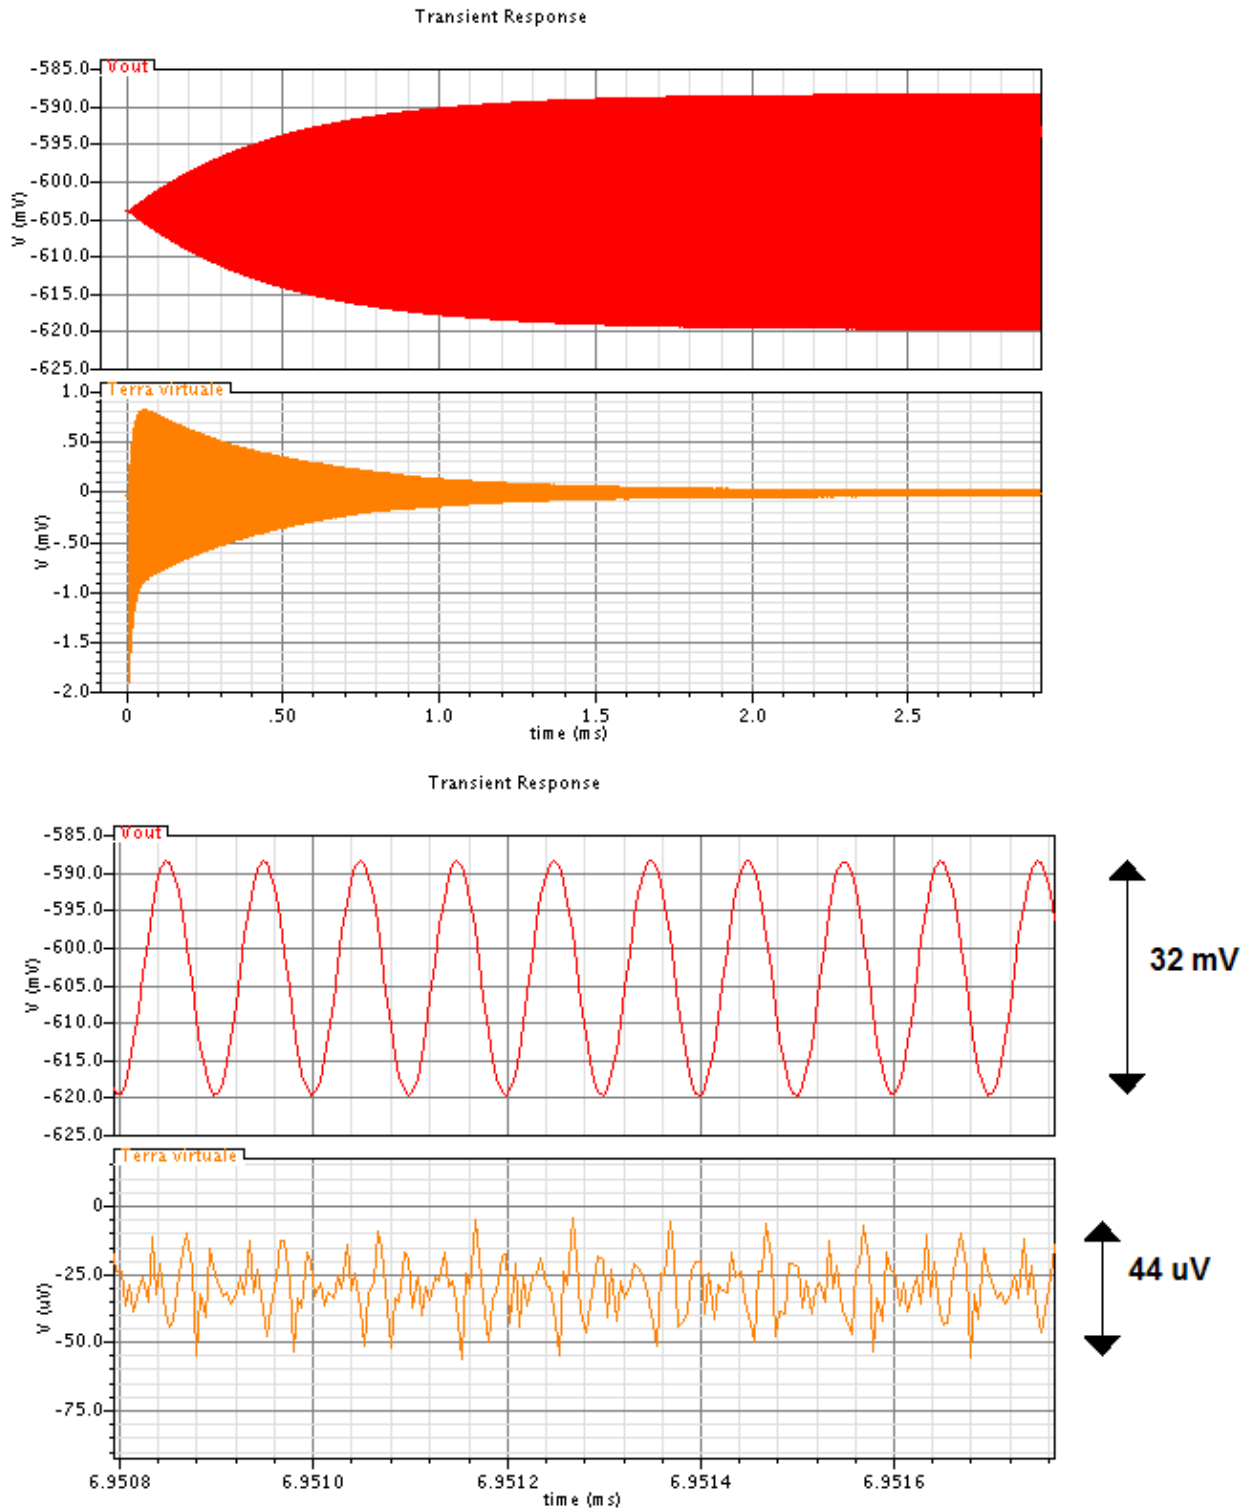 Transient Response
Vout
-585.0
-590.0
-595.0
-600.0
-605.0
-610.0
-615.0
-620.0
-625.0
V (mV)
Terra virtuale
1.0
.50
0
-.50
-1.0
-1.5
-2.0
V (mV)
0 .50 1.0 1.5 2.0 2.5
time (ms)
Transient Response
Vout
-585.0
-590.0
-595.0
-600.0
-605.0
-610.0
-615.0
-620.0
-625.0
V (mV)
32 mV
Terra virtuale
0
-25.0
-50.0
-75.0
V (uV)
44 uV
6.9508 6.9510 6.9512 6.9514 6.9516
time (ms)